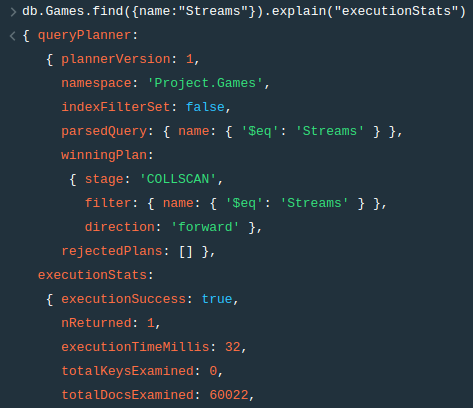 > db.Games.find({name:"Streams"}).explain("executionStats")
< { queryPlanner:
{ plannerVersion: 1,
namespace: 'Project.Games',
indexFilterSet: false,
parsedQuery: { name: { '$eq': 'Streams' } },
winningPlan:
{ stage: 'COLLSCAN',
filter: { name: { '$eq': 'Streams' } },
direction: 'forward' },
rejectedPlans: [] },
executionStats:
{ executionSuccess: true,
nReturned: 1,
executionTimeMillis: 32,
totalKeysExamined: 0,
totalDocsExamined: 60022,